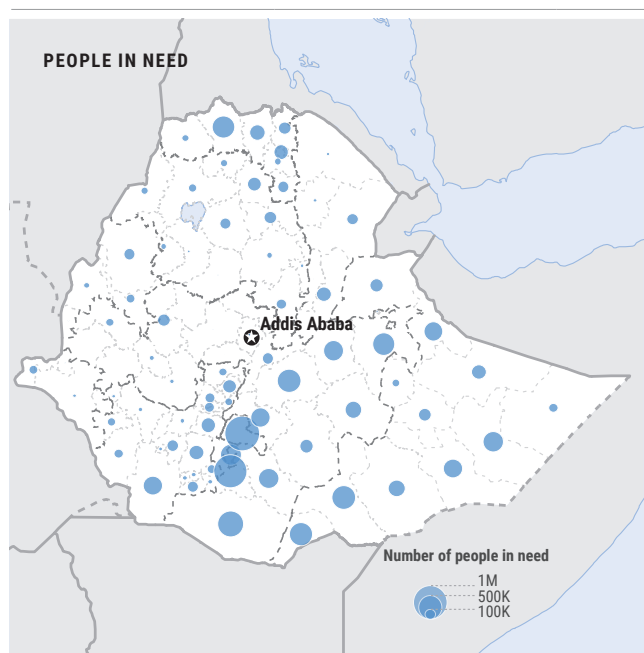 PEOPLE IN NEED
Addis Ababa
Number of people in need
1M
500K
100K